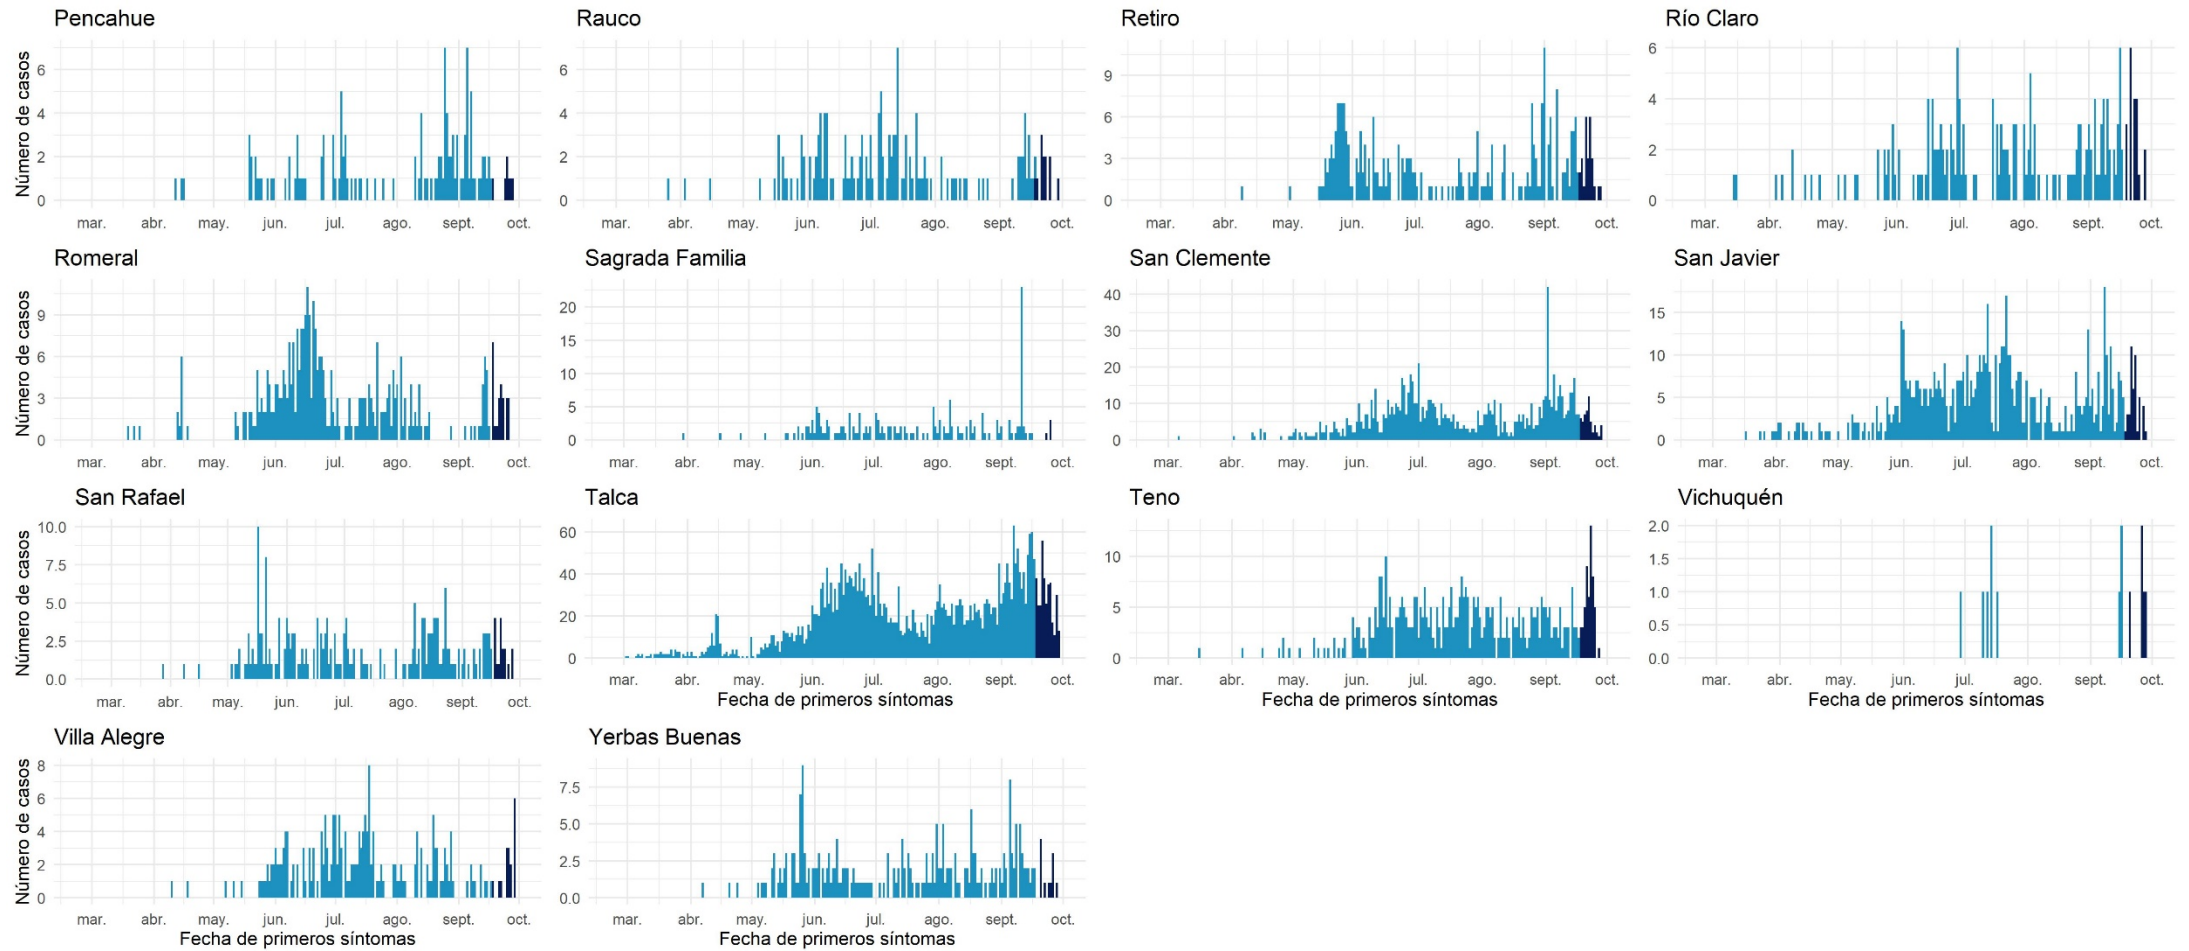 Pencahue
Número de casos
6
4
2
0
mar. abr. may. jun. jul. ago. sept. oct.
Rauco
6
4
2
0
mar. abr. may. jun. jul. ago. sept. oct.
Retiro
9
6
3
0
mar. abr. may. jun. jul. ago. sept. oct.
Río Claro
6
4
2
0
mar. abr. may. jun. jul. ago. sept. oct.
Romeral
Número de casos
9
6
3
0
mar. abr. may. jun. jul. ago. sept. oct.
Sagrada Familia
20
15
10
5
0
mar. abr. may. jun. jul. ago. sept. oct.
San Clemente
40
30
20
10
0
mar. abr. may. jun. jul. ago. sept. oct.
San Javier
15
10
5
0
mar. abr. may. jun. jul. ago. sept. oct.
San Rafael
Número de casos
10.0
7.5
5.0
2.5
0.0
mar. abr. may. jun. jul. ago. sept. oct.
Talca
60
40
20
0
mar. abr. may. jun. jul. ago. sept. oct.
Fecha de primeros síntomas
Teno
10
5
0
mar. abr. may. jun. jul. ago. sept. oct.
Fecha de primeros síntomas
Vichuquén
2.0
1.5
1.0
0.5
0.0
mar. abr. may. jun. jul. ago. sept. oct.
Fecha de primeros síntomas
Villa Alegre
Número de casos
8
6
4
2
0
mar. abr. may. jun. jul. ago. sept. oct.
Fecha de primeros síntomas
Yerbas Buenas
7.5
5.0
2.5
0.0
mar. abr. may. jun. jul. ago. sept. oct.
Fecha de primeros síntomas